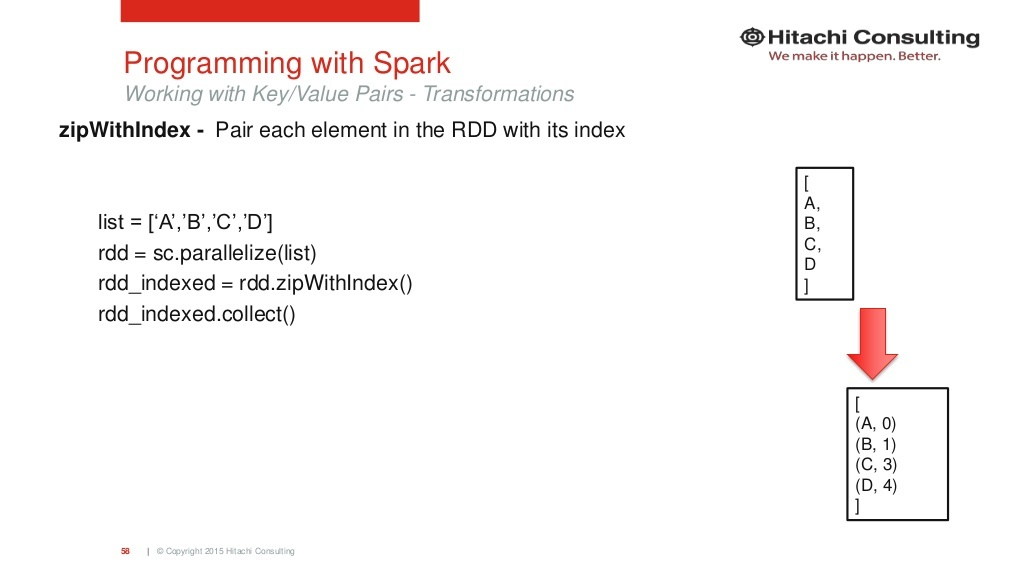 Hitachi Consulting
We make it happen. Better.
Programming with Spark
Working with Key/Value Pairs - Transformations
zipWithIndex - Pair each element in the RDD with its index
list = [‘A’,’B’,’C’,’D’]
rdd = sc.parallelize(list)
rdd_indexed = rdd.zipWithIndex()
rdd_indexed.collect()
[
A,
B,
C,
D
]
[
(A, 0)
(B, 1)
(C, 3)
(D, 4)
]
58 | © Copyright 2015 Hitachi Consulting